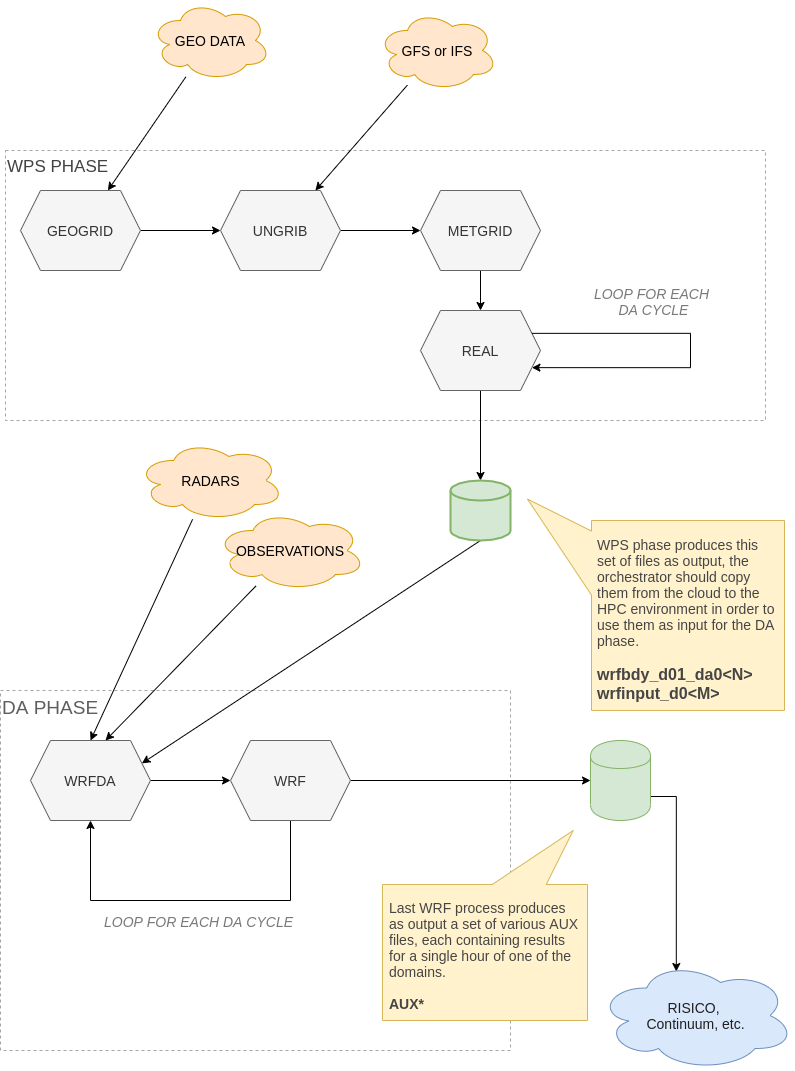 GEO DATA
GFS or IFS
WPS PHASE
GEOGRID
UNGRIB
METGRID
LOOP FOR EACH
DA CYCLE
REAL
RADARS
OBSERVATIONS
WPS phase produces this
set of files as output, the
orchestrator should copy
them from the cloud to the
HPC environment in order to
use them as input for the DA
phase.
wrfbdy_d01_da0<N>
wrfinput_d0<M>
DA PHASE
WRFDA
WRF
LOOP FOR EACH DA CYCLE
Last WRF process produces
as output a set of various AUX
files, each containing results
for a single hour of one of the
domains.
AUX*
RISICO,
Continuum, etc.